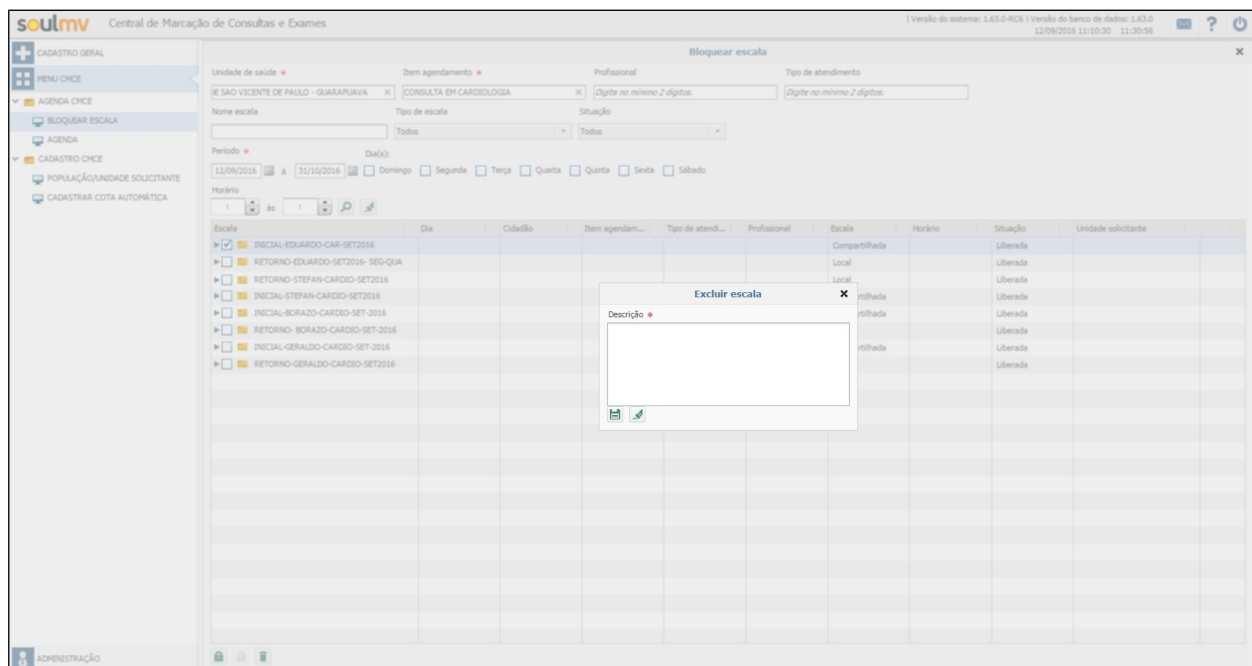 soulmv Central de Marcação de Consultas e Exames | Versão do sistema: 1.63.0-RC6 | Versão do banco de dados: 1.63.0
12/09/2016 11:10:30 11:30:56
CADASTRO GERAL
MENU CMCE
AGENDA CMCE
BLOQUEAR ESCALA
AGENDA
CADASTRO CMCE
POPULAÇÃO/UNIDADE SOLICITANTE
CADASTRAR COTA AUTOMÁTICA
ADMINISTRAÇÃO
Bloquear escala
Unidade de saúde * Item agendamento * Profissional Tipo de atendimento
DE SAO VICENTE DE PAULO - GUARAPUAVA CONSULTA EM CARDIOLOGIA Digite no mínimo 2 dígitos. Digite no mínimo 2 dígitos.
Nome escala Tipo de escala Situação
Todos Todos
Período * Dia(s):
12/09/2016 à 31/10/2016 Domingo Segunda Terça Quarta Quinta Sexta Sábado
Horário
: às :
Escala Dia Cidadão Item agendam... Tipo de atendi... Profissional Escala Horário Situação Unidade solicitante
INICIAL-EDUARDO-CAR-SET2016 Compartilhada Liberada
RETORNO-EDUARDO-SET2016- SEG-QUA Local Liberada
RETORNO-STEFAN-CARDIO-SET2016 Local Liberada
INICIAL-STEFAN-CARDIO-SET2016 rtilhada Liberada
INICIAL-BORAZO-CARDIO-SET-2016 rtilhada Liberada
RETORNO- BORAZO-CARDIO-SET-2016 Liberada
INICIAL-GERALDO-CARDIO-SET-2016 rtilhada Liberada
RETORNO-GERALDO-CARDIO-SET2016 Liberada
Excluir escala
Descrição *